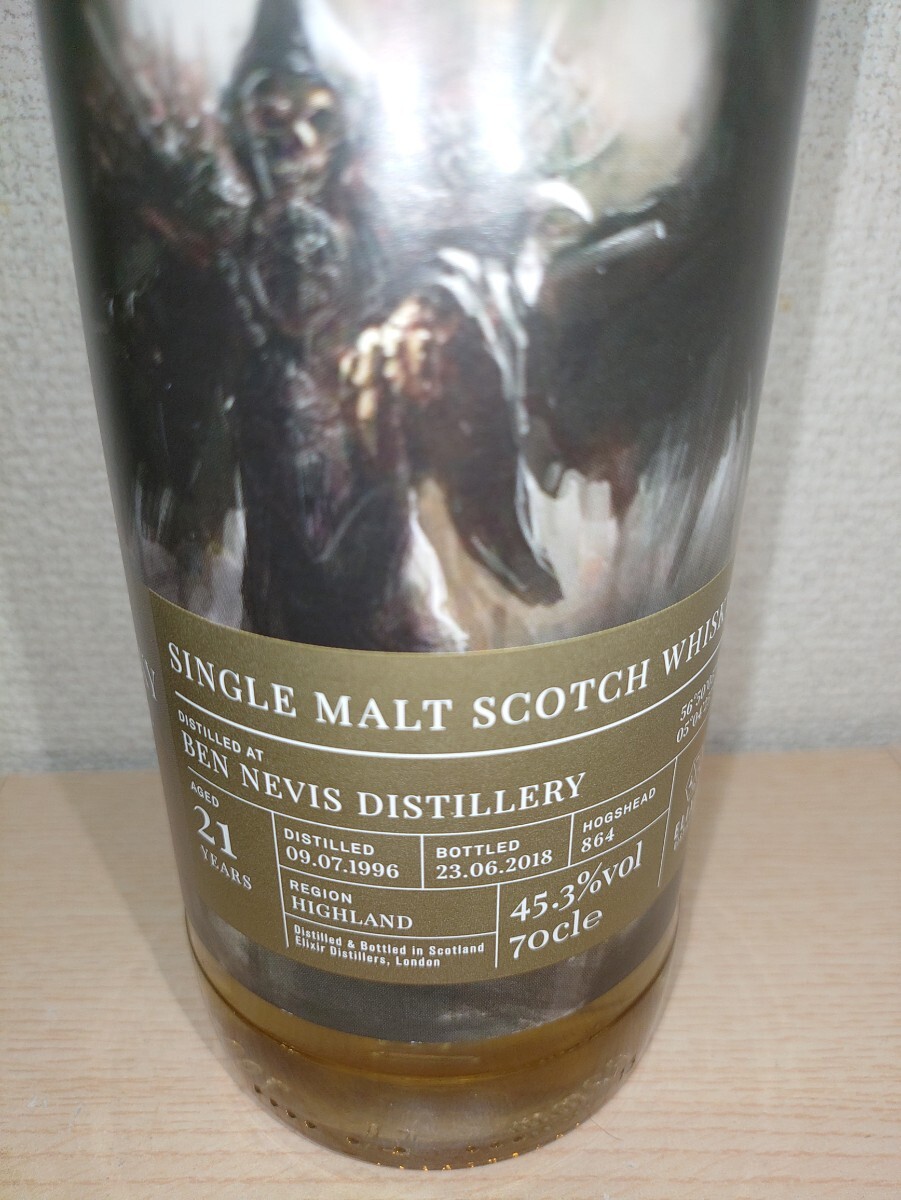 SINGLE MALT SCOTCH WHISK
DISTILLED AT
BEN NEVIS DISTILLERY
AGED
21
YEARS
DISTILLED
09.07.1996
BOTTLED
23.06.2018
HOGSHEAD
864
REGION
HIGHLAND
45.3%vol
70cle
Distilled & Bottled in Scotland
Elixir Distillers, London